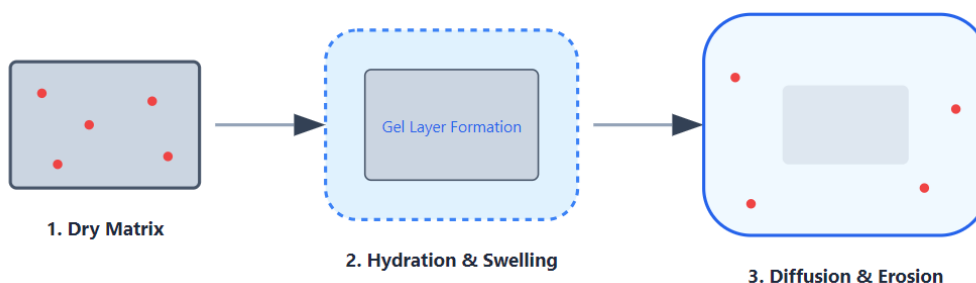 Gel Layer Formation
1. Dry Matrix
2. Hydration & Swelling
3. Diffusion & Erosion